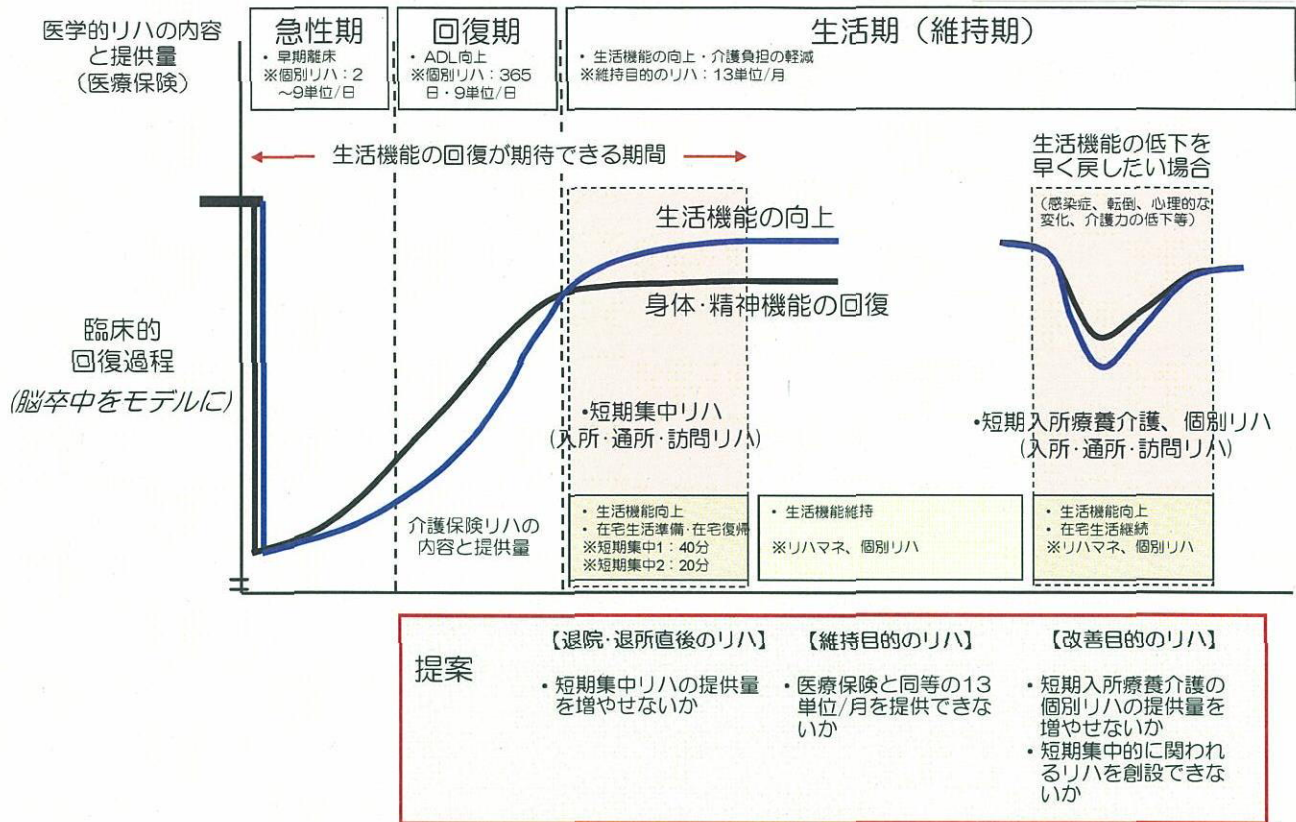 医学的リハの内容
と提供量
(医療保険)
急性期
・ 早期離床
※個別リハ：2
～9単位/日
回復期
・ ADL向上
※個別リハ：365
日・9単位/日
生活期（維持期）
・ 生活機能の向上・介護負担の軽減
※維持目的のリハ：13単位/月
生活機能の回復が期待できる期間
生活機能の低下を
早く戻したい場合
（感染症、転倒、心理的な
変化、介護力の低下等）
生活機能の向上
身体・精神機能の回復
臨床的
回復過程
(脳卒中をモデルに)
・短期集中リハ
(入所・通所・訪問リハ)
・短期入所療養介護、個別リハ
(入所・通所・訪問リハ)
介護保険リハの
内容と提供量
・ 生活機能向上
・ 在宅生活準備・在宅復帰
※短期集中1：40分
※短期集中2：20分
・ 生活機能維持
※リハマネ、個別リハ
・ 生活機能向上
・ 在宅生活継続
※リハマネ、個別リハ
提案
【退院・退所直後のリハ】
・ 短期集中リハの提供量
を増やせないか
【維持目的のリハ】
・ 医療保険と同等の13
単位/月を提供できな
いか
【改善目的のリハ】
・ 短期入所療養介護の
個別リハの提供量を
増やせないか
・ 短期集中的に関われ
るリハを創設できな
いか